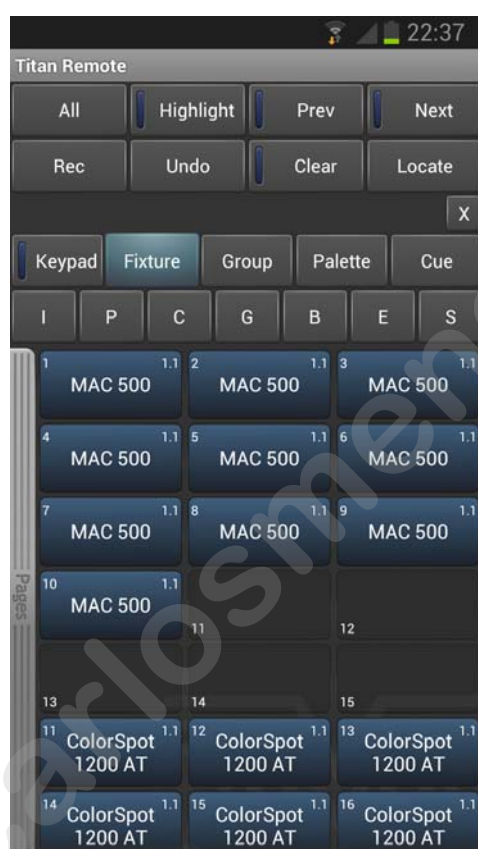 22:37
Titan Remote
All Highlight Prev Next
Rec Undo Clear Locate
X
Keypad Fixture Group Palette Cue
I P C G B E S
1 1.1 2 1.1 3 1.1
MAC 500 MAC 500 MAC 500
4 1.1 5 1.1 6 1.1
MAC 500 MAC 500 MAC 500
7 1.1 8 1.1 9 1.1
MAC 500 MAC 500 MAC 500
Pages
10 1.1
MAC 500
11 12
13 14 15
11 1.1 12 1.1 13 1.1
ColorSpot ColorSpot ColorSpot
1200 AT 1200 AT 1200 AT
14 1.1 15 1.1 16 1.1
ColorSpot ColorSpot ColorSpot
1200 AT 1200 AT 1200 AT